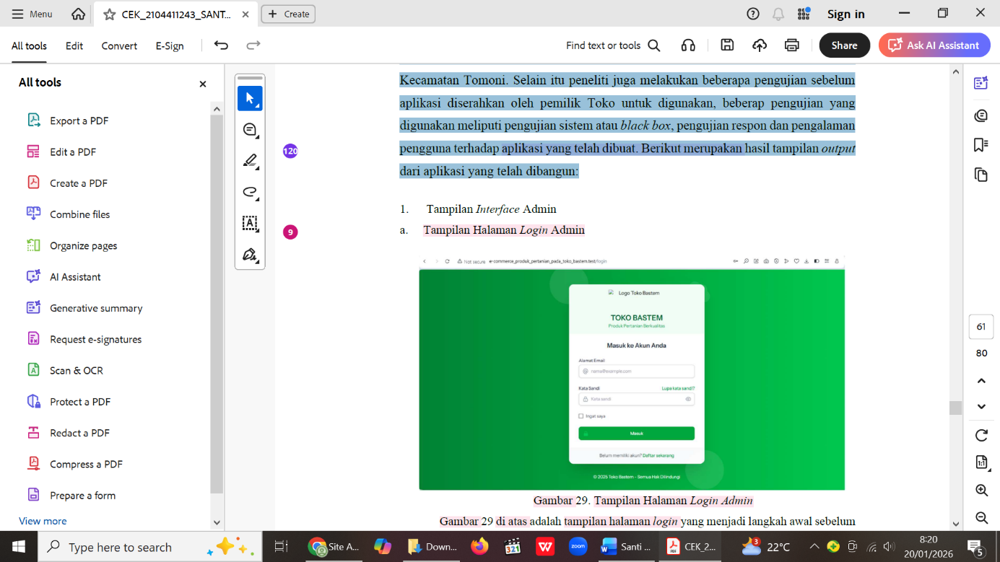 Menu
CEK_2104411243_SANT...
Create
Sign in
All tools
Edit
Convert
E-Sign
Find text or tools
Share
Ask AI Assistant
All tools
Export a PDF
Edit a PDF
Create a PDF
Combine files
Organize pages
AI Assistant
Generative summary
Request e-signatures
Scan & OCR
Protect a PDF
Redact a PDF
Compress a PDF
Prepare a form
View more
Kecamatan Tomoni. Selain itu peneliti juga melakukan beberapa pengujian sebelum
aplikasi diserahkan oleh pemilik Toko untuk digunakan, beberap pengujian yang
digunakan meliputi pengujian sistem atau black box, pengujian respon dan pengalaman
120
pengguna terhadap aplikasi yang telah dibuat. Berikut merupakan hasil tampilan output
dari aplikasi yang telah dibangun:
1. Tampilan Interface Admin
9
a. Tampilan Halaman Login Admin
Not secure e-commerce_produk_pertanian_pada_toko_bastem.test/login
Logo Toko Bastem
TOKO BASTEM
Produk Pertanian Berkualitas
Masuk ke Akun Anda
Alamat Email
@ nama@example.com
Kata Sandi Lupa kata sandi?
Kata sandi
Ingat saya
Masuk
Belum memiliki akun? Daftar sekarang
© 2026 Toko Bastem - Semua Hak Dilindungi
Gambar 29. Tampilan Halaman Login Admin
Gambar 29 di atas adalah tampilan halaman login yang menjadi langkah awal sebelum
61
80
1:1
Type here to search
Site A...
Down...
321
zoom
Santi ...
CEK_2...
3
22°C
8:20
20/01/2026
5